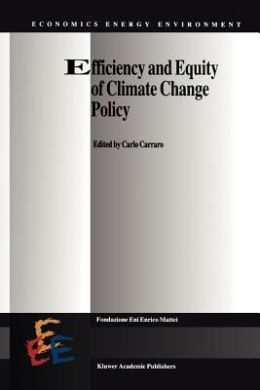 ECONOMICS ENERGY ENVIRONMENT
Efficiency and Equity
of Climate Change
Policy
Edited by Carlo Carraro
Fondazione Eni Enrico Mattei
EEE
Kluwer Academic Publishers